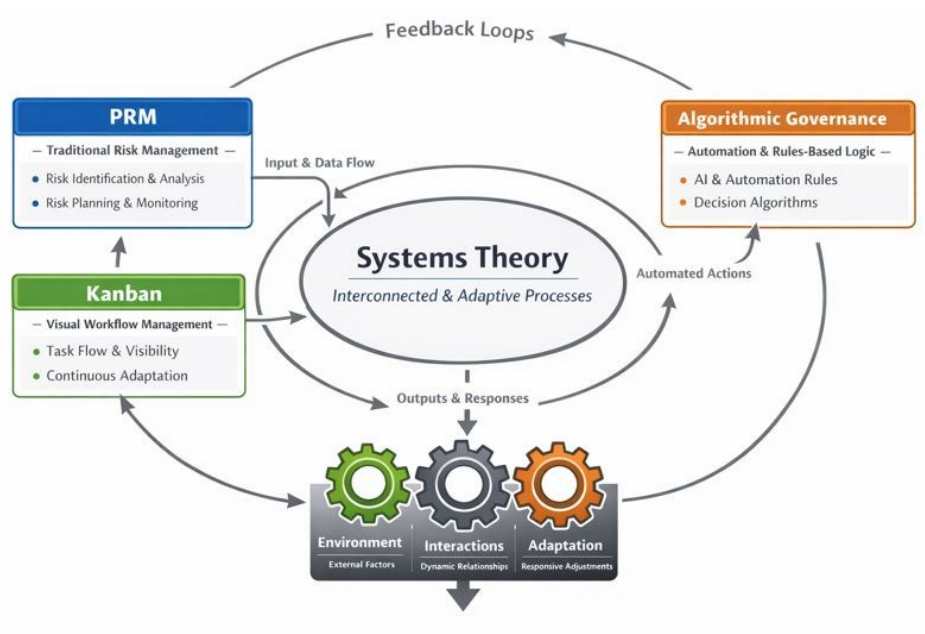 Feedback Loops
PRM
— Traditional Risk Management —
• Risk Identification & Analysis
• Risk Planning & Monitoring
Input & Data Flow
Algorithmic Governance
— Automation & Rules-Based Logic —
• AI & Automation Rules
• Decision Algorithms
Systems Theory
Interconnected & Adaptive Processes
Automated Actions
Kanban
— Visual Workflow Management —
• Task Flow & Visibility
• Continuous Adaptation
Outputs & Responses
Environment
External Factors
Interactions
Dynamic Relationships
Adaptation
Responsive Adjustments